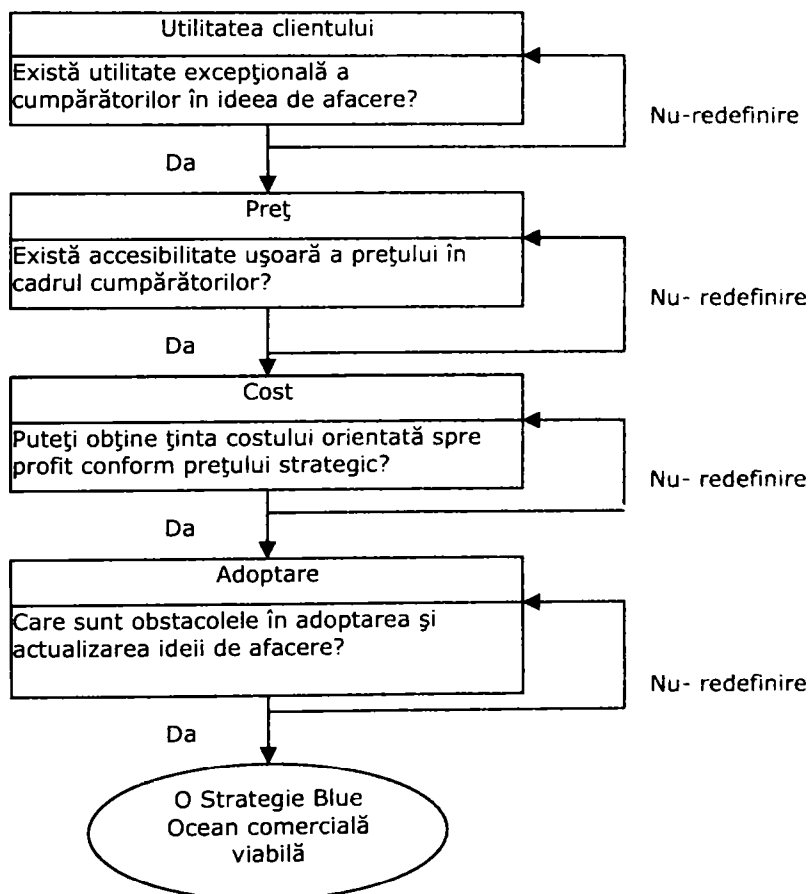 Utilitatea clientului
Există utilitate excepţională a
cumpărătorilor în ideea de afacere?
Nu-redefinire
Da
Preţ
Există accesibilitate uşoară a preţului în
cadrul cumpărătorilor?
Nu- redefinire
Da
Cost
Puteţi obţine ţinta costului orientată spre
profit conform preţului strategic?
Nu- redefinire
Da
Adoptare
Care sunt obstacolele în adoptarea şi
actualizarea ideii de afacere?
Nu- redefinire
Da
O Strategie Blue
Ocean comercială
viabilă